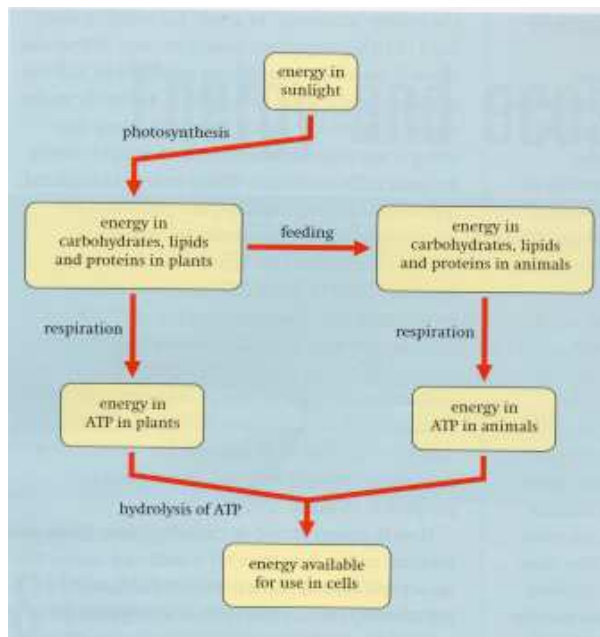 energy in
sunlight
photosynthesis
energy in
carbohydrates, lipids
and proteins in plants
feeding
energy in
carbohydrates, lipids
and proteins in animals
respiration
respiration
energy in
ATP in plants
energy in
ATP in animals
hydrolysis of ATP
energy available
for use in cells